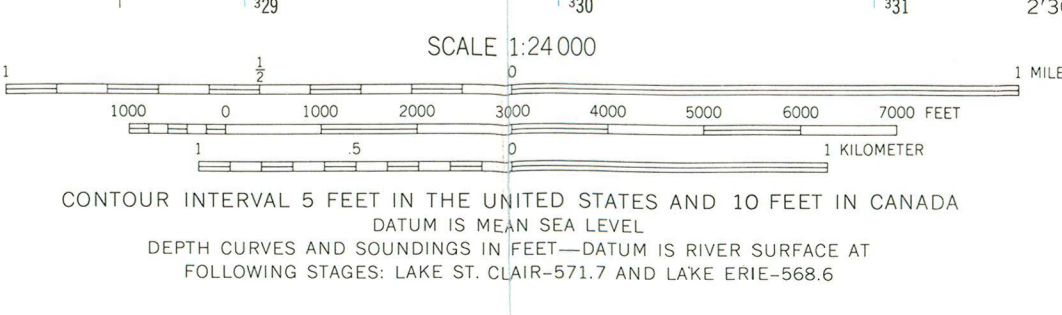 ³29 ³30 ³31 2'30
SCALE 1:24 000
1 ½ 0 1 MILE
1000 0 1000 2000 3000 4000 5000 6000 7000 FEET
1 .5 0 1 KILOMETER
CONTOUR INTERVAL 5 FEET IN THE UNITED STATES AND 10 FEET IN CANADA
DATUM IS MEAN SEA LEVEL
DEPTH CURVES AND SOUNDINGS IN FEET—DATUM IS RIVER SURFACE AT
FOLLOWING STAGES: LAKE ST. CLAIR–571.7 AND LAKE ERIE–568.6